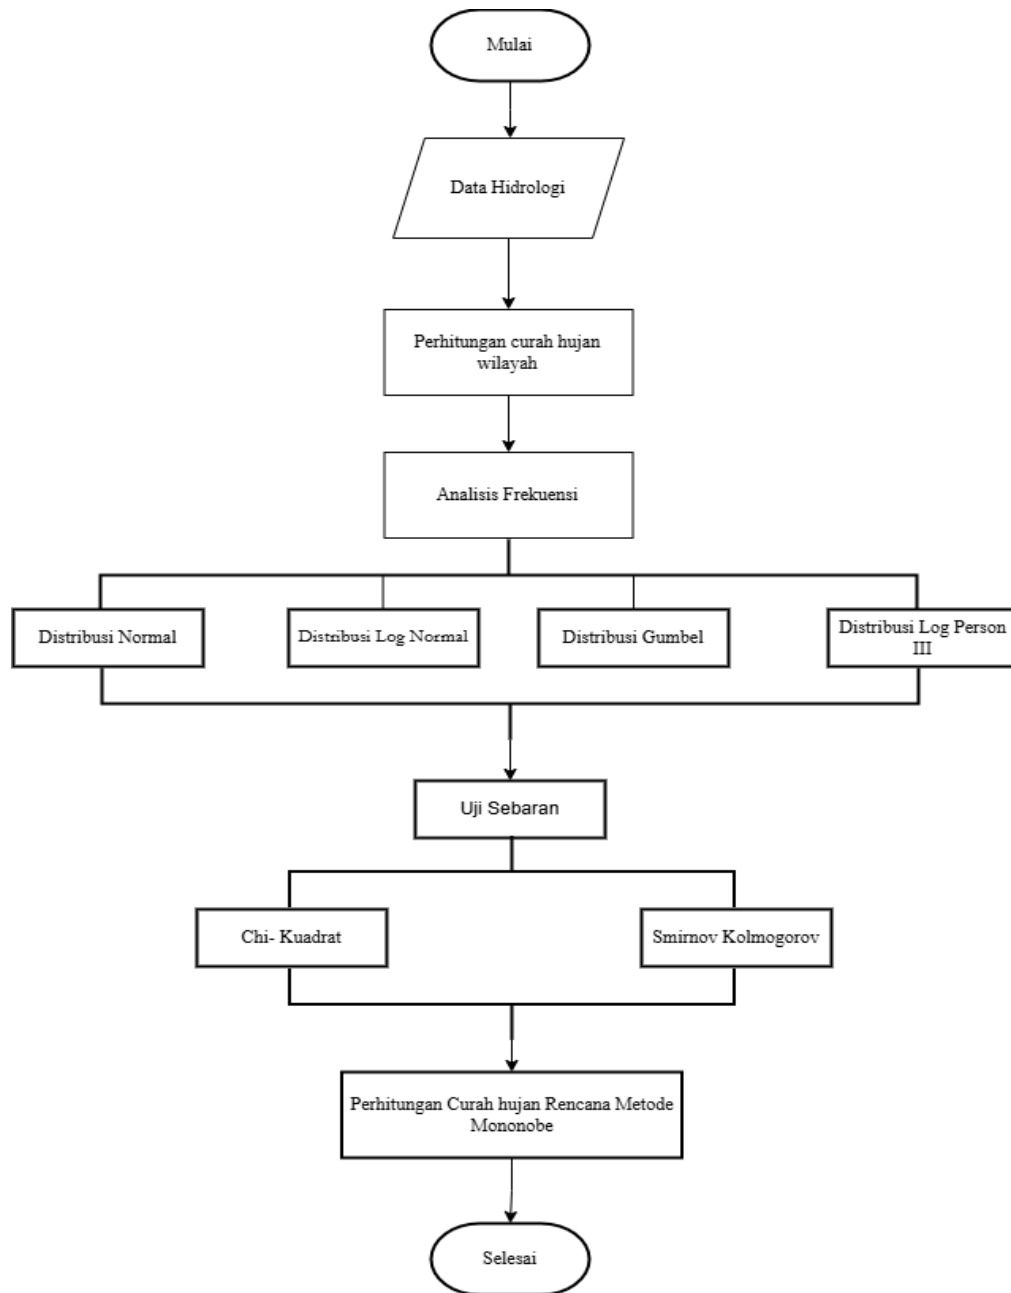 Mulai
Data Hidrologi
Perhitungan curah hujan
wilayah
Analisis Frekuensi
Distribusi Normal
Distribusi Log Normal
Distribusi Gumbel
Distribusi Log Person
III
Uji Sebaran
Chi- Kuadrat
Smirnov Kolmogorov
Perhitungan Curah hujan Rencana Metode
Mononobe
Selesai